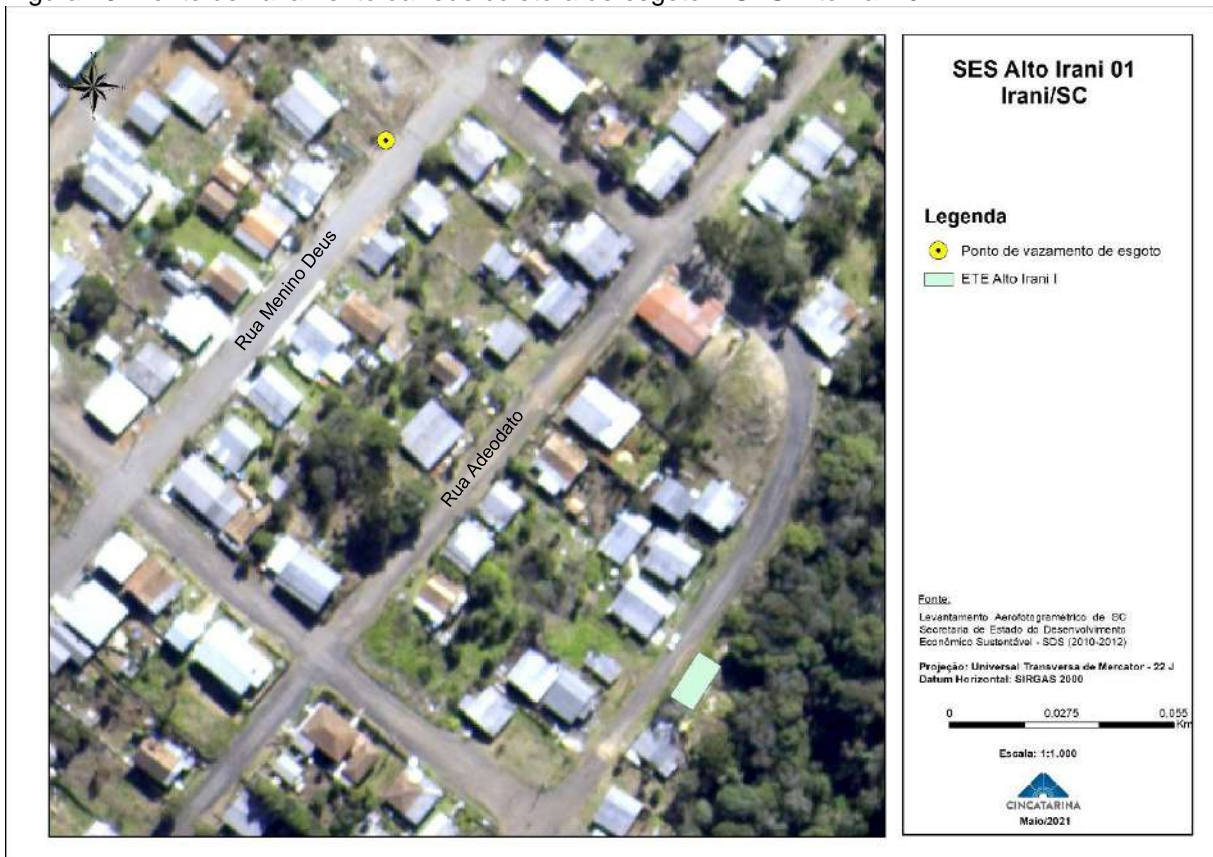 SES Alto Irani 01
Irani/SC
Legenda
Ponto de vazamento de esgoto
ETE Alto Irani I
Rua Menino Deus
Rua Adeodato
Fonte:
Levantamento Aerofotogramétrico de SC
Secretaria de Estado do Desenvolvimento
Econômico Sustentável - SDS (2010-2012)
Projeção: Universal Transversa de Mercator - 22 J
Datum Horizontal: SIRGAS 2000
0 0,0275 0,055
Km
Escala: 1:1.000
CINCATARINA
Maio/2021